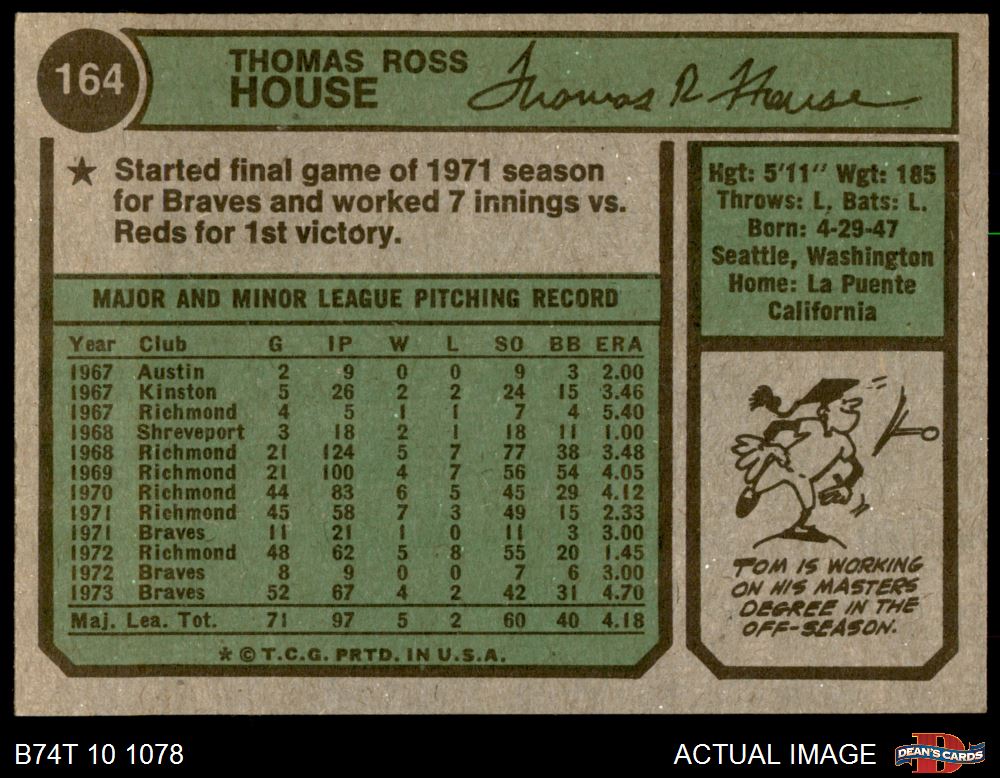 164
THOMAS ROSS
HOUSE
Thomas R House
★ Started final game of 1971 season
for Braves and worked 7 innings vs.
Reds for 1st victory.
Hgt: 5'11" Wgt: 185
Throws: L. Bats: L.
Born: 4-29-47
Seattle, Washington
Home: La Puente
California
MAJOR AND MINOR LEAGUE PITCHING RECORD
Year Club G IP W L SO BB ERA
1967 Austin 2 9 0 0 9 3 2.00
1967 Kinston 5 26 2 2 24 15 3.46
1967 Richmond 4 5 1 1 7 4 5.40
1968 Shreveport 3 18 2 1 18 11 1.00
1968 Richmond 21 124 5 7 77 38 3.48
1969 Richmond 21 100 4 7 56 54 4.05
1970 Richmond 44 83 6 5 45 29 4.12
1971 Richmond 45 58 7 3 49 15 2.33
1971 Braves 11 21 1 0 11 3 3.00
1972 Richmond 48 62 5 8 55 20 1.45
1972 Braves 8 9 0 0 7 6 3.00
1973 Braves 52 67 4 2 42 31 4.70
Maj. Lea. Tot. 71 97 5 2 60 40 4.18
★ © T.C.G. PRTD. IN U.S.A.
TOM IS WORKING
ON HIS MASTERS
DEGREE IN THE
OFF-SEASON.
B74T 10 1078
ACTUAL IMAGE
DEAN'S CARDS